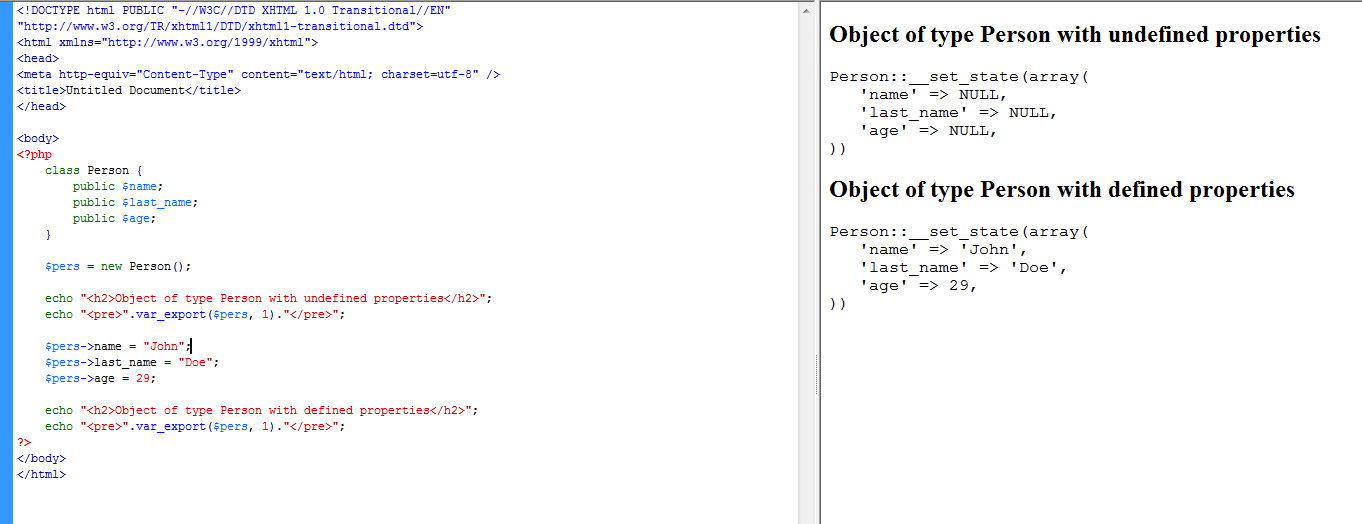 <!DOCTYPE html PUBLIC "-//W3C//DTD XHTML 1.0 Transitional//EN"
"http://www.w3.org/TR/xhtml1/DTD/xhtml1-transitional.dtd">
<html xmlns="http://www.w3.org/1999/xhtml">
<head>
<meta http-equiv="Content-Type" content="text/html; charset=utf-8" />
<title>Untitled Document</title>
</head>
<body>
<?php
class Person {
public $name;
public $last_name;
public $age;
}
$pers = new Person();
echo "<h2>Object of type Person with undefined properties</h2>";
echo "<pre>".var_export($pers, 1)."</pre>";
$pers->name = "John";
$pers->last_name = "Doe";
$pers->age = 29;
echo "<h2>Object of type Person with defined properties</h2>";
echo "<pre>".var_export($pers, 1)."</pre>";
?>
</body>
</html>
Object of type Person with undefined properties
Person::__set_state(array(
'name' => NULL,
'last_name' => NULL,
'age' => NULL,
))
Object of type Person with defined properties
Person::__set_state(array(
'name' => 'John',
'last_name' => 'Doe',
'age' => 29,
))